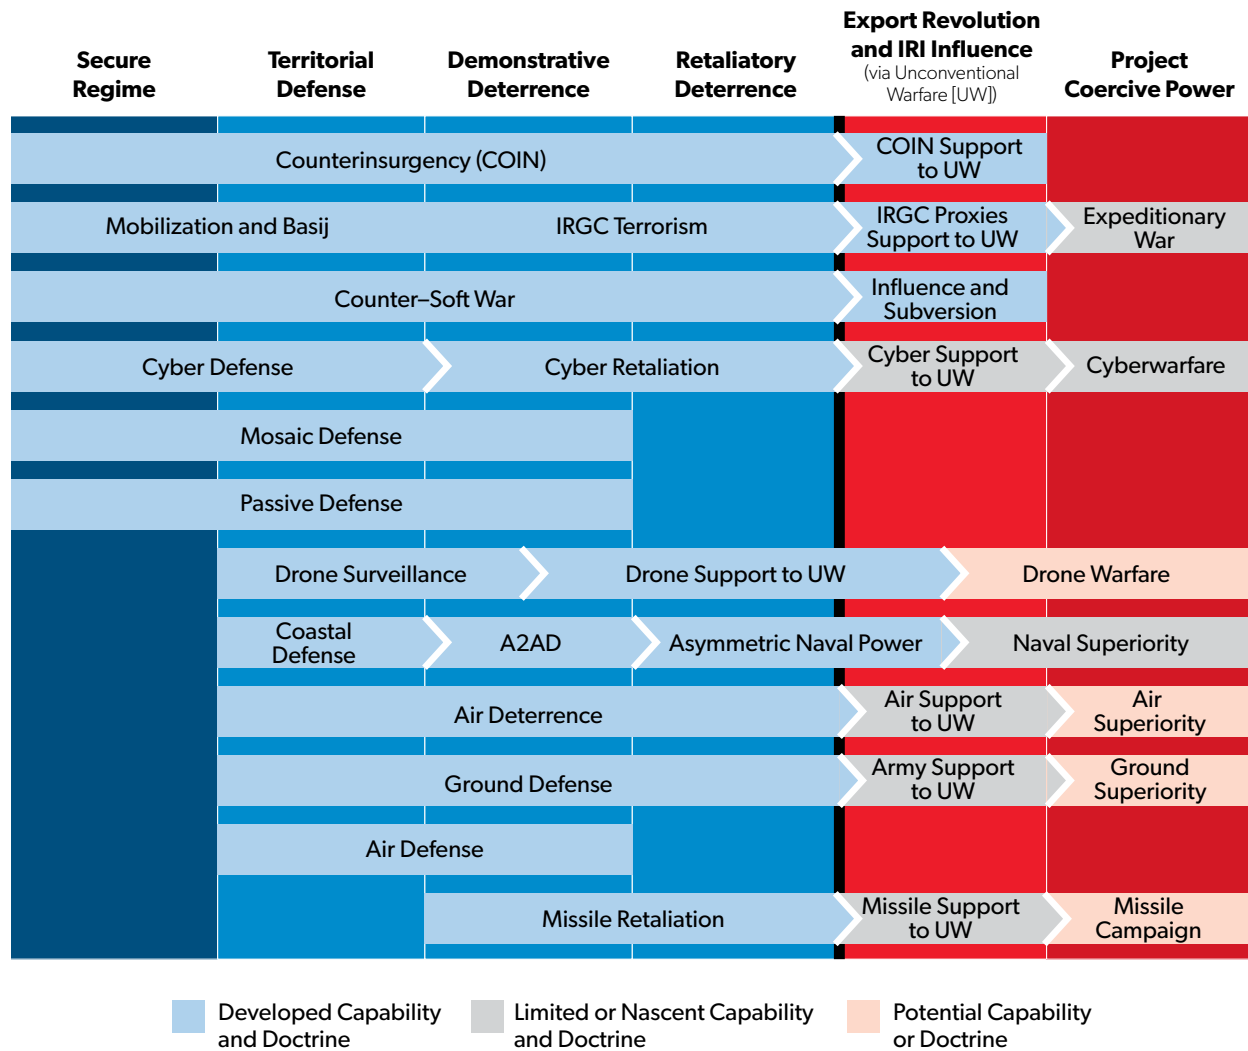 Secure
Regime
Territorial
Defense
Demonstrative
Deterrence
Retaliatory
Deterrence
Export Revolution
and IRI Influence
(via Unconventional
Warfare [UW])
Project
Coercive Power
Counterinsurgency (COIN)
COIN Support
to UW
Mobilization and Basij
IRGC Terrorism
IRGC Proxies
Support to UW
Expeditionary
War
Counter–Soft War
Influence and
Subversion
Cyber Defense
Cyber Retaliation
Cyber Support
to UW
Cyberwarfare
Mosaic Defense
Passive Defense
Drone Surveillance
Drone Support to UW
Drone Warfare
Coastal
Defense
A2AD
Asymmetric Naval Power
Naval Superiority
Air Deterrence
Air Support
to UW
Air
Superiority
Ground Defense
Army Support
to UW
Ground
Superiority
Air Defense
Missile Retaliation
Missile Support
to UW
Missile
Campaign
Developed Capability
and Doctrine
Limited or Nascent Capability
and Doctrine
Potential Capability
or Doctrine